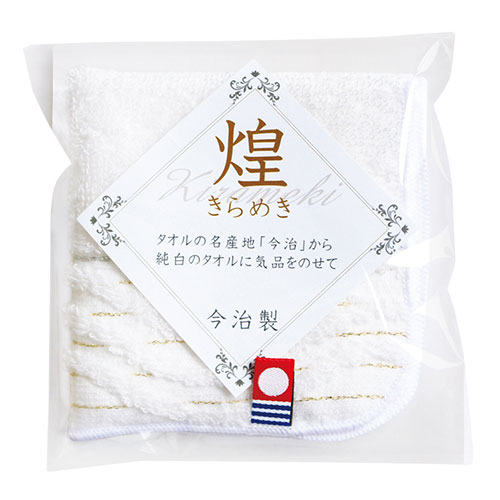 煌
Kirameki
きらめき
タオルの名産地「今治」から
純白のタオルに気品をのせて
今治製